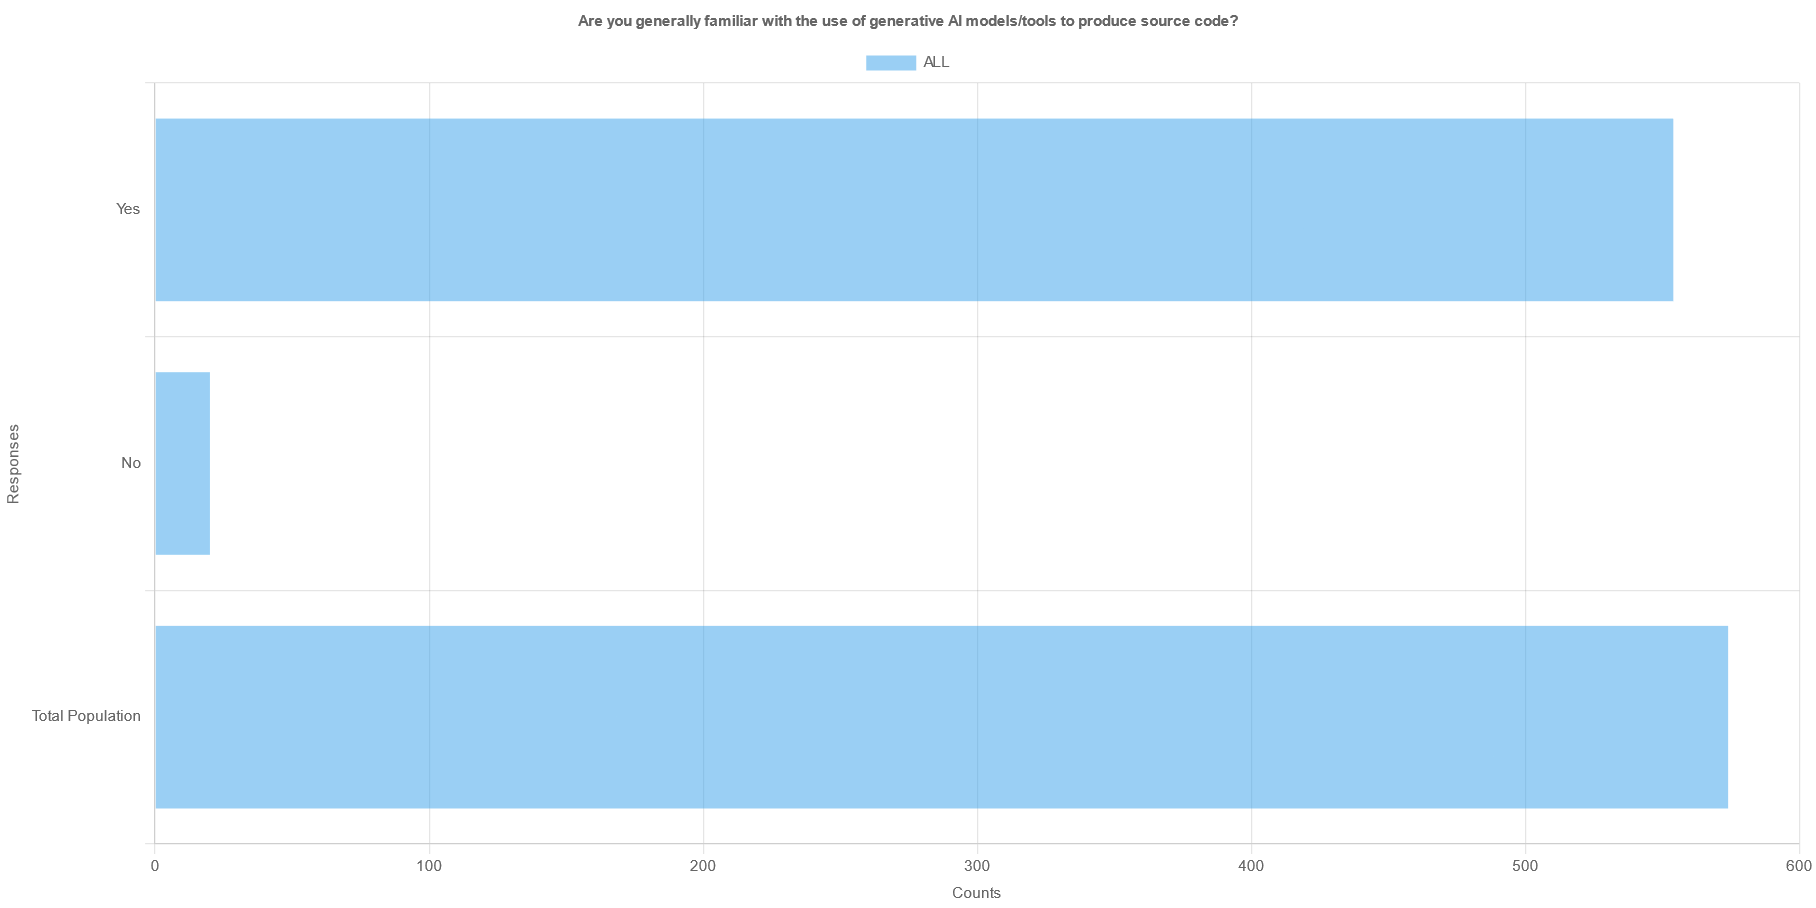 Are you generally familiar with the use of generative AI models/tools to produce source code?
ALL
Yes
No
Total Population
Responses
0 100 200 300 400 500 600
Counts